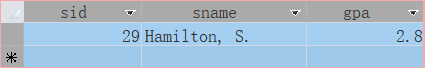 sid sname gpa
29 Hamilton, S. 2.8